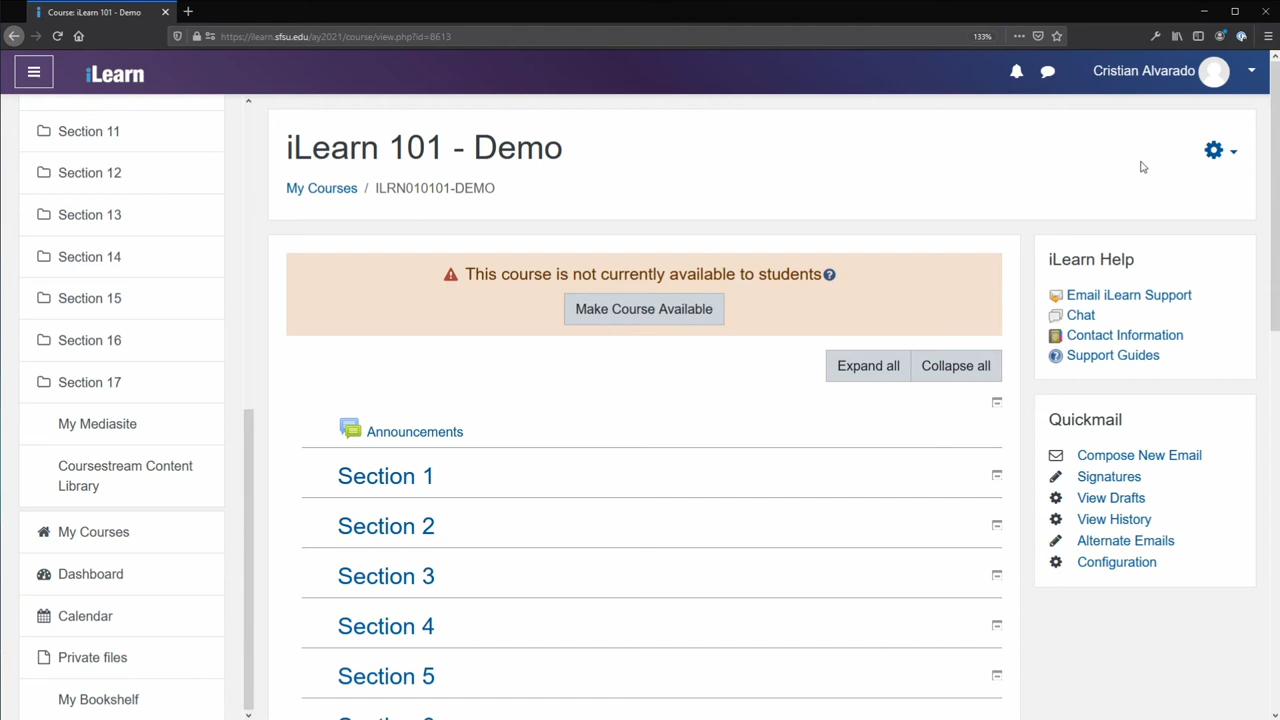 Course: iLearn 101 - Demo
https://ilearn.sfsu.edu/ay2021/course/view.php?id=8613
133%
iLearn
Cristian Alvarado
Section 11
Section 12
Section 13
Section 14
Section 15
Section 16
Section 17
My Mediasite
Coursestream Content
Library
My Courses
Dashboard
Calendar
Private files
My Bookshelf
iLearn 101 - Demo
My Courses / ILRN010101-DEMO
This course is not currently available to students
Make Course Available
Expand all
Collapse all
Announcements
Section 1
Section 2
Section 3
Section 4
Section 5
iLearn Help
Email iLearn Support
Chat
Contact Information
Support Guides
Quickmail
Compose New Email
Signatures
View Drafts
View History
Alternate Emails
Configuration